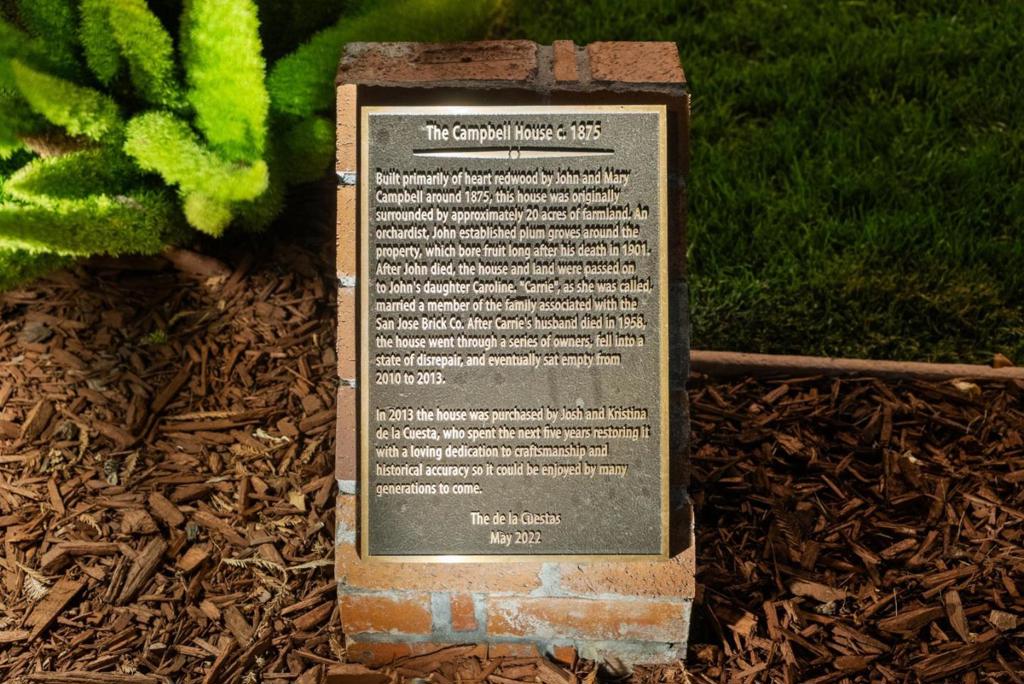 The Campbell House c. 1875
Built primarily of heart redwood by John and Mary
Campbell around 1875, this house was originally
surrounded by approximately 20 acres of farmland. An
orchardist, John established plum groves around the
property, which bore fruit long after his death in 1901.
After John died, the house and land were passed on
to John's daughter Caroline. "Carrie", as she was called,
married a member of the family associated with the
San Jose Brick Co. After Carrie's husband died in 1958,
the house went through a series of owners, fell into a
state of disrepair, and eventually sat empty from
2010 to 2013.
In 2013 the house was purchased by Josh and Kristina
de la Cuesta, who spent the next five years restoring it
with a loving dedication to craftsmanship and
historical accuracy so it could be enjoyed by many
generations to come.
The de la Cuestas
May 2022